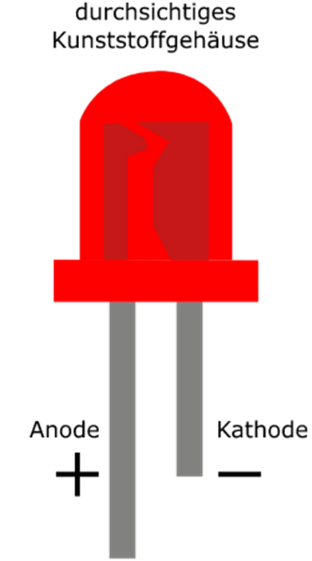 durchsichtiges
Kunststoffgehäuse
Anode
Kathode
+
−